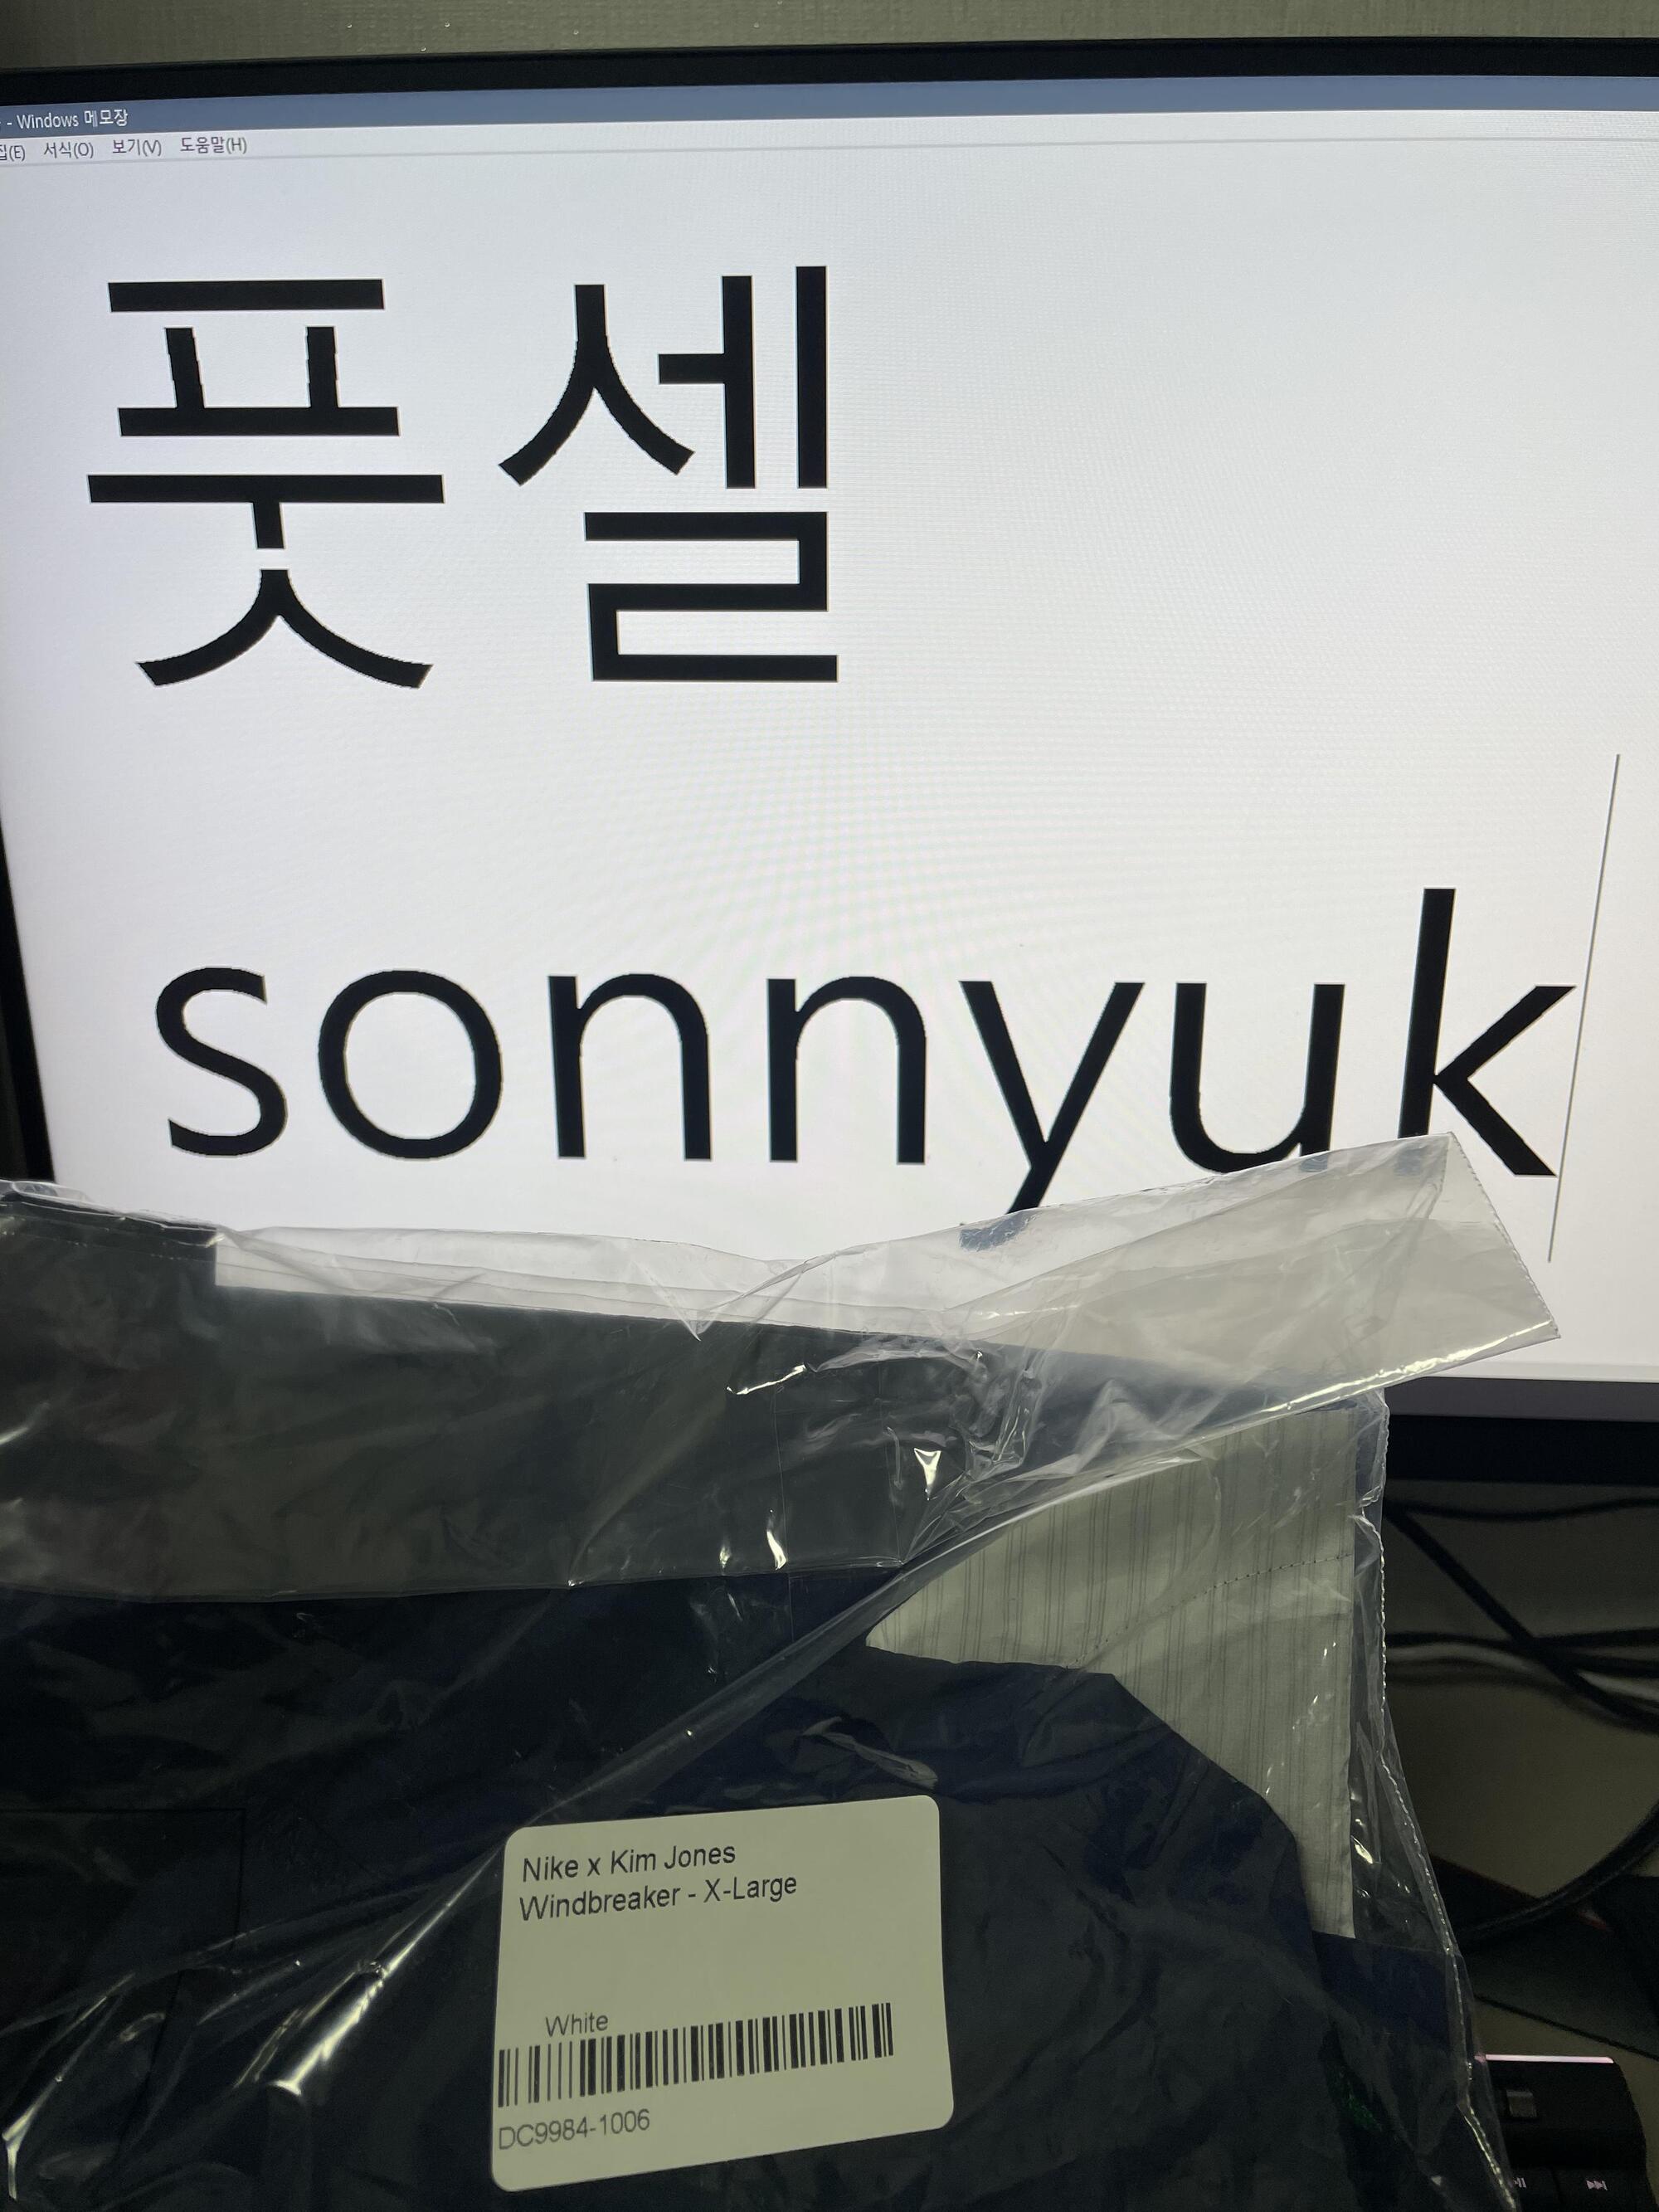 - Windows 메모장
집(E) 서식(O) 보기(V) 도움말(H)
풋셀
sonnyuk
Nike x Kim Jones
Windbreaker - X-Large
White
DC9984-1006